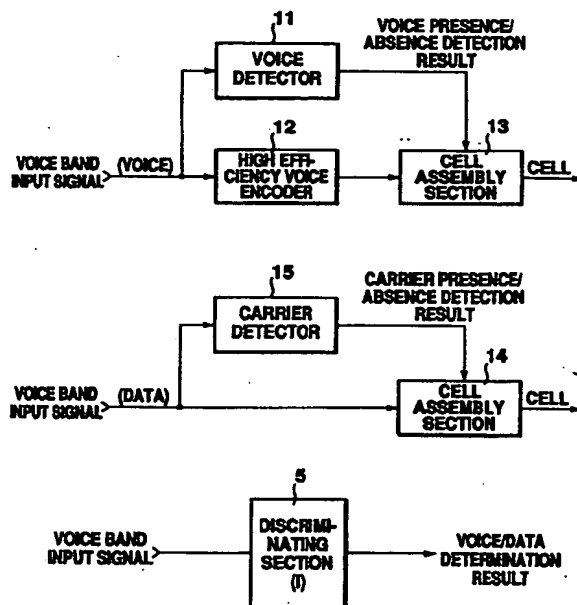 11
VOICE
DETECTOR
VOICE PRESENCE/
ABSENCE DETECTION
RESULT
12
HIGH EFFI-
CIENCY VOICE
ENCODER
13
CELL
ASSEMBLY
SECTION
VOICE BAND
INPUT SIGNAL
(VOICE)
CELL
15
CARRIER
DETECTOR
CARRIER PRESENCE/
ABSENCE DETECTION
RESULT
14
CELL
ASSEMBLY
SECTION
VOICE BAND
INPUT SIGNAL
(DATA)
CELL
5
DISCRIMI-
NATING
SECTION
(I)
VOICE BAND
INPUT SIGNAL
VOICE/DATA
DETERMINATION
RESULT